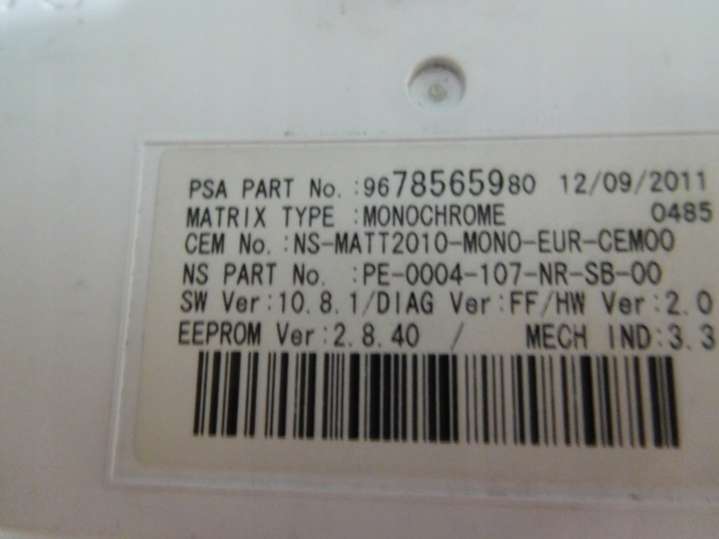 PSA PART No.:9678565980 12/09/2011
MATRIX TYPE :MONOCHROME 0485
CEM No.:NS-MATT2010-MONO-EUR-CEM00
NS PART No. :PE-0004-107-NR-SB-00
SW Ver:10.8.1/DIAG Ver:FF/HW Ver:2.0
EEPROM Ver:2.8.40 / MECH IND:3.3